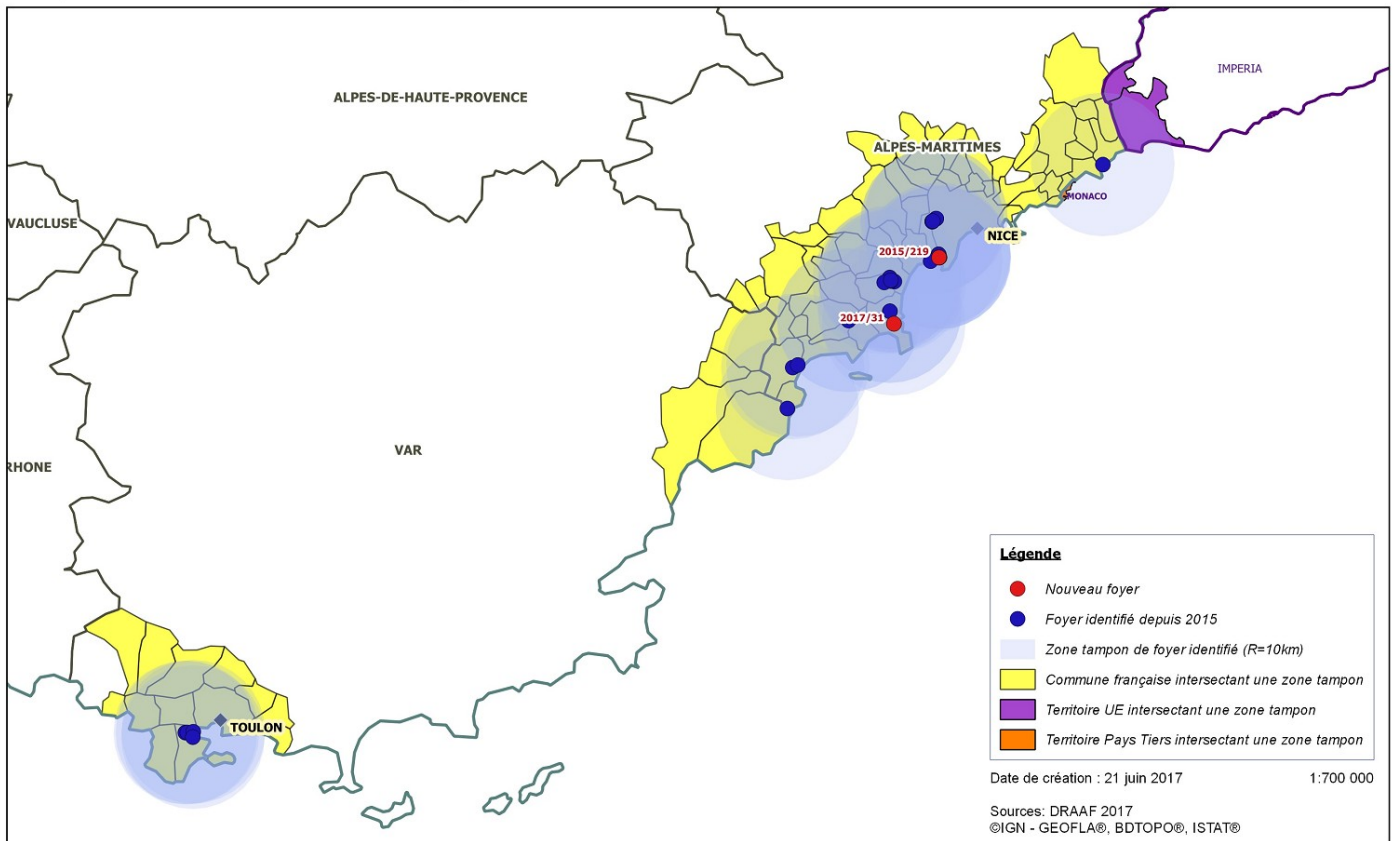 IMPERIA
ALPES-DE-HAUTE-PROVENCE
ALPES-MARITIMES
MONACO
VAUCLUSE
NICE
2015/219
2017/31
VAR
RHONE
TOULON
Légende
Nouveau foyer
Foyer identifié depuis 2015
Zone tampon de foyer identifié (R=10km)
Commune française intersectant une zone tampon
Territoire UE intersectant une zone tampon
Territoire Pays Tiers intersectant une zone tampon
Date de création : 21 juin 2017 1:700 000
Sources: DRAAF 2017
©IGN - GEOFLA®, BDTOPO®, ISTAT®